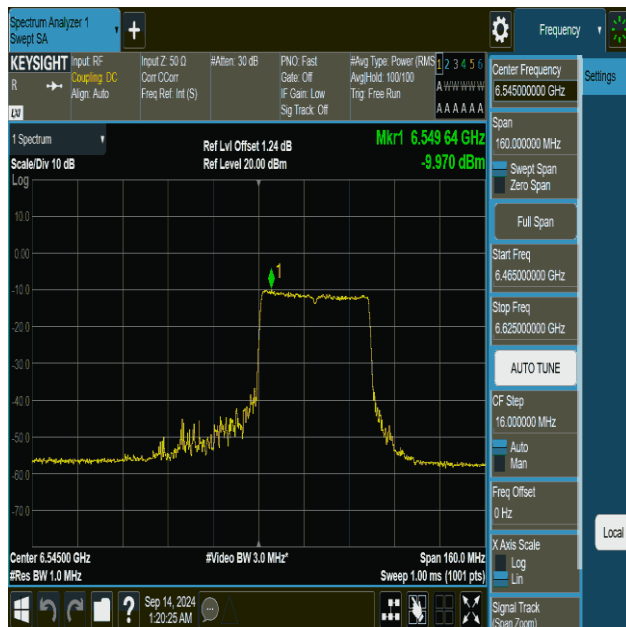 Spectrum Analyzer 1
Swept SA
+
Frequency
KEYSIGHT
R
LXI
Input: RF
Coupling: DC
Align: Auto
Input Z: 50 Ω
Corr CCorr
Freq Ref: Int (S)
#Atten: 30 dB
PNO: Fast
Gate: Off
IF Gain: Low
Sig Track: Off
#Avg Type: Power (RMS
Avg|Hold: 100/100
Trig: Free Run
1 2 3 4 5 6
A W W W W W
A A A A A A
1 Spectrum
Scale/Div 10 dB
Log
Ref Lvl Offset 1.24 dB
Ref Level 20.00 dBm
Mkr1 6.549 64 GHz
-9.970 dBm
10.0
0.00
-10.0
-20.0
-30.0
-40.0
-50.0
-60.0
-70.0
1
Center 6.54500 GHz
#Res BW 1.0 MHz
#Video BW 3.0 MHz*
Span 160.0 MHz
Sweep 1.00 ms (1001 pts)
Center Frequency
6.545000000 GHz
Span
160.000000 MHz
Swept Span
Zero Span
Full Span
Start Freq
6.465000000 GHz
Stop Freq
6.625000000 GHz
AUTO TUNE
CF Step
16.000000 MHz
Auto
Man
Freq Offset
0 Hz
X Axis Scale
Log
Lin
Signal Track
(Span Zoom)
Settings
Local
?
Sep 14, 2024
1:20:25 AM